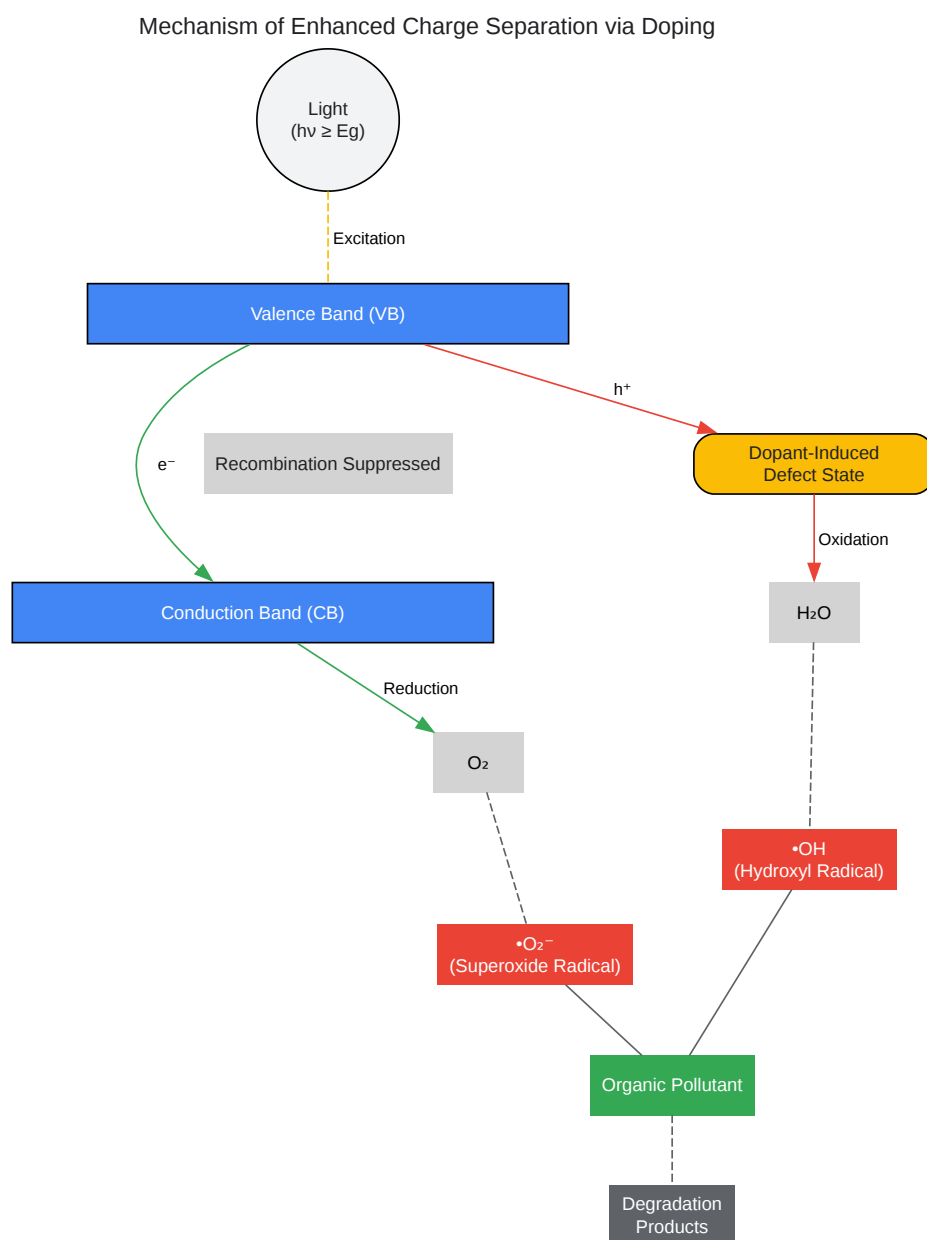 Mechanism of Enhanced Charge Separation via Doping
Light
(hν ≥ Eg)
Excitation
Valence Band (VB)
h⁺
e⁻
Recombination Suppressed
Dopant-Induced
Defect State
Oxidation
Conduction Band (CB)
H₂O
Reduction
O₂
•OH
(Hydroxyl Radical)
•O₂⁻
(Superoxide Radical)
Organic Pollutant
Degradation
Products